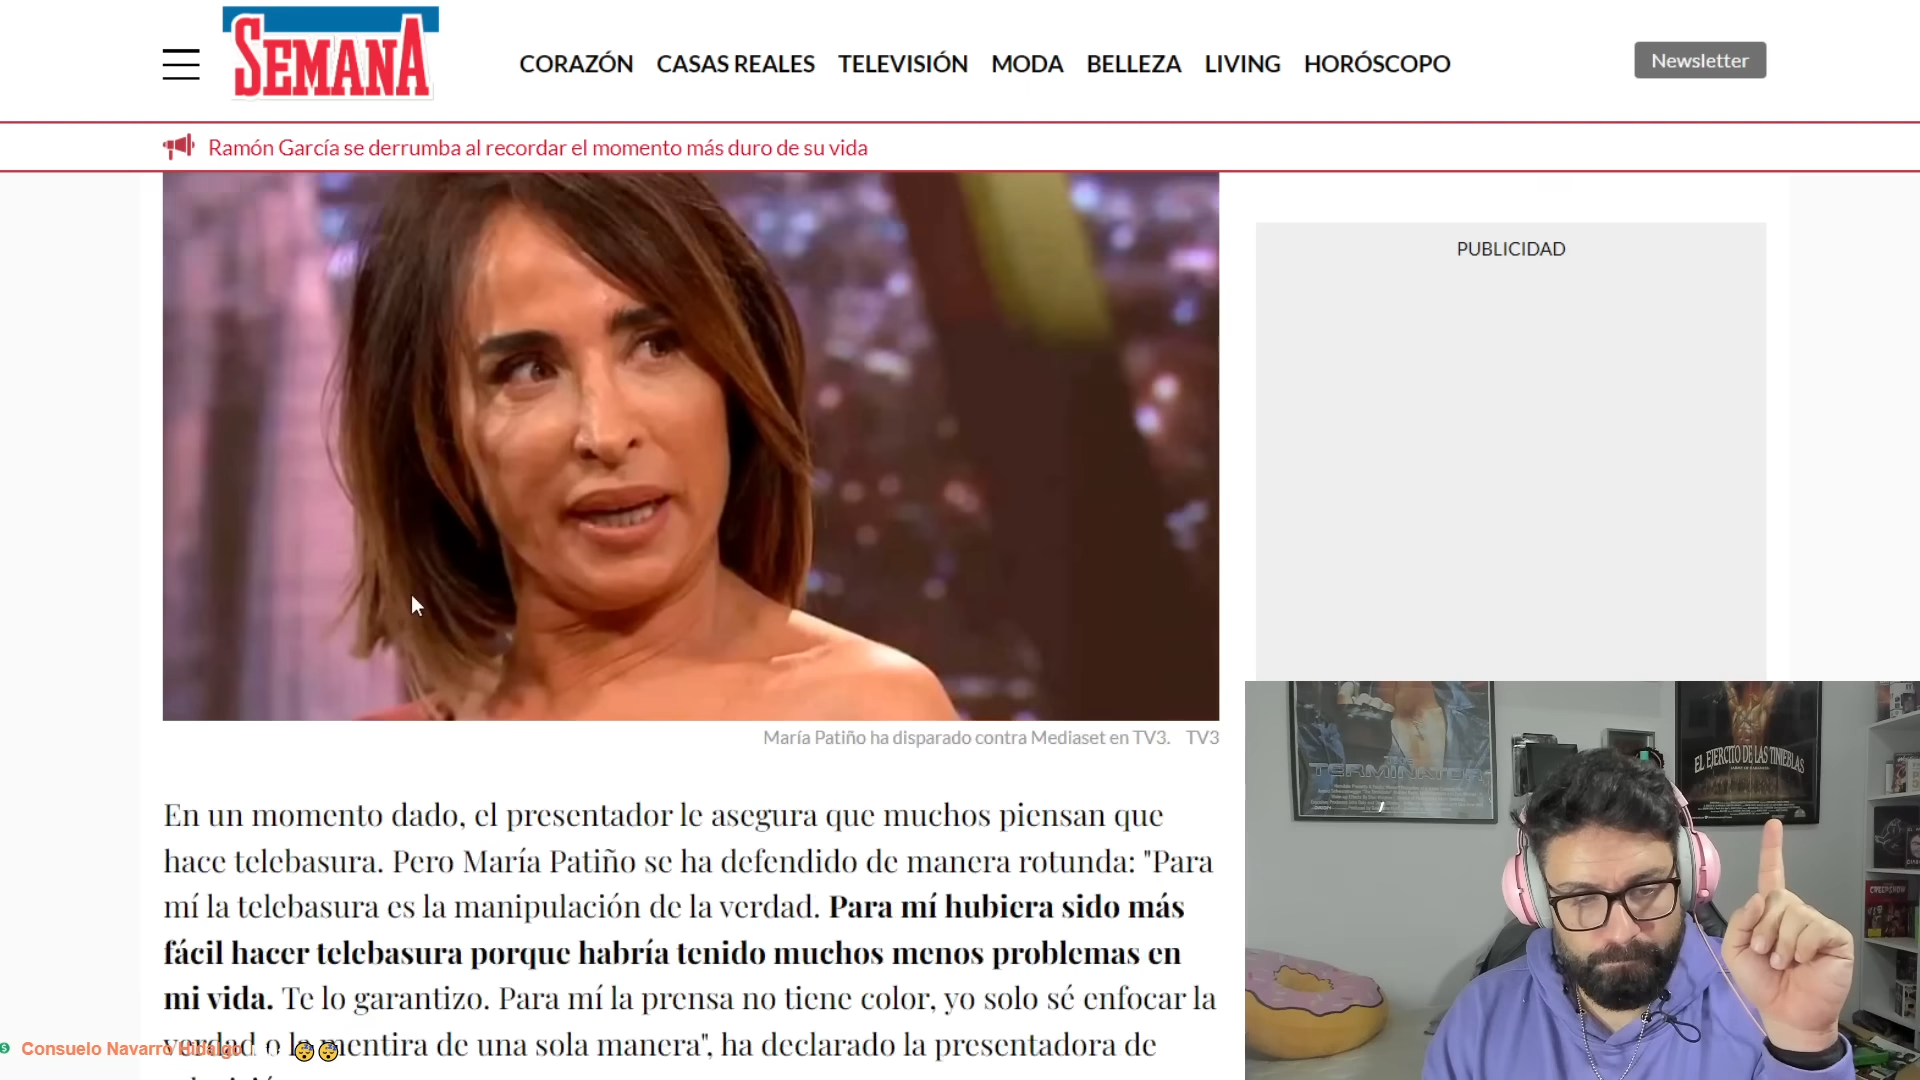 SEMANA
CORAZÓN CASAS REALES TELEVISIÓN MODA BELLEZA LIVING HORÓSCOPO
Newsletter
Ramón García se derrumba al recordar el momento más duro de su vida
PUBLICIDAD
María Patiño ha disparado contra Mediaset en TV3. TV3
En un momento dado, el presentador le asegura que muchos piensan que
hace telebasura. Pero María Patiño se ha defendido de manera rotunda: "Para
mí la telebasura es la manipulación de la verdad. Para mí hubiera sido más
fácil hacer telebasura porque habría tenido muchos menos problemas en
mi vida. Te lo garantizo. Para mí la prensa no tiene color, yo solo sé enfocar la
mentira de una sola manera", ha declarado la presentadora de
Consuelo Navarro Hidalgo
THE TERMINATOR
EL EJERCITO DE LAS TINIEBLAS
CREEPSHOW